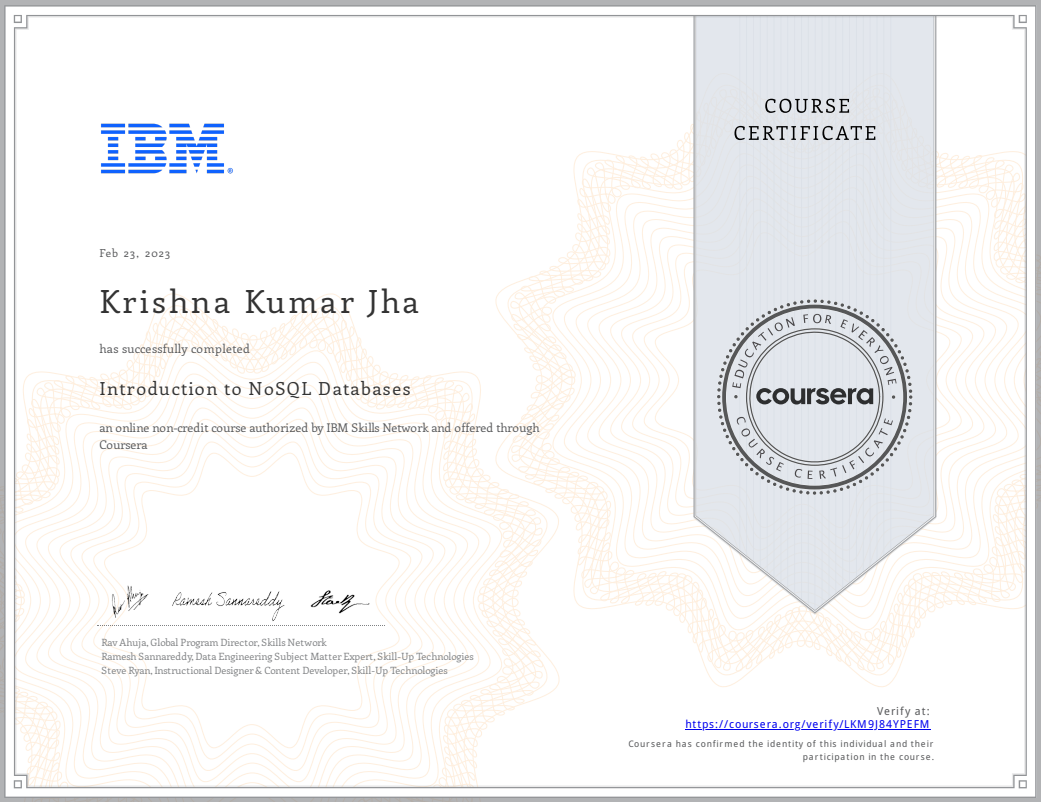 COURSE
CERTIFICATE
IBM®
Feb 23, 2023
Krishna Kumar Jha
has successfully completed
Introduction to NoSQL Databases
an online non-credit course authorized by IBM Skills Network and offered through
Coursera
EDUCATION FOR EVERYONE
coursera
COURSE CERTIFICATE
Ramesh Sannareddy
Rav Ahuja, Global Program Director, Skills Network
Ramesh Sannareddy, Data Engineering Subject Matter Expert, Skill-Up Technologies
Steve Ryan, Instructional Designer & Content Developer, Skill-Up Technologies
Verify at:
https://coursera.org/verify/LKM9J84YPEFM
Coursera has confirmed the identity of this individual and their
participation in the course.